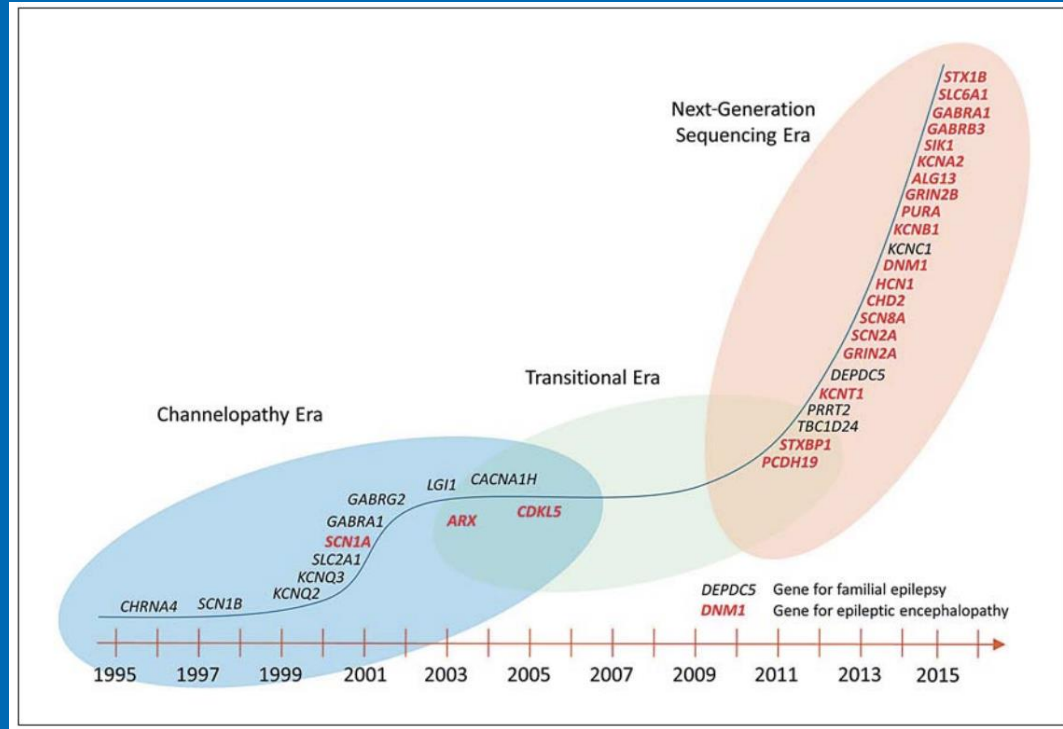 Next-Generation
Sequencing Era
STX1B
SLC6A1
GABRA1
GABRB3
SIK1
KCNA2
ALG13
GRIN2B
PURA
KCNB1
KCNC1
DNM1
HCN1
CHD2
SCN8A
SCN2A
GRIN2A
DEPDC5
KCNT1
PRRT2
TBC1D24
STXBP1
PCDH19
Transitional Era
Channelopathy Era
CACNA1H
LGI1
GABRG2
ARX
CDKL5
GABRA1
SCN1A
SLC2A1
KCNQ3
KCNQ2
SCN1B
CHRNA4
DEPDC5 Gene for familial epilepsy
DNM1 Gene for epileptic encephalopathy
1995 1997 1999 2001 2003 2005 2007 2009 2011 2013 2015